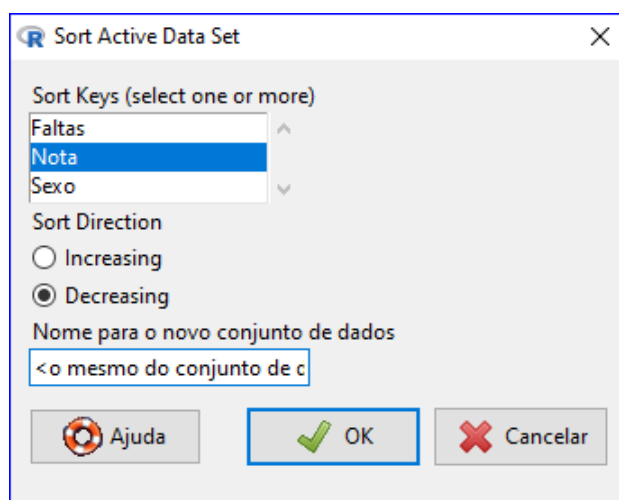 Sort Active Data Set
Sort Keys (select one or more)
Faltas
Nota
Sexo
Sort Direction
Increasing
Decreasing
Nome para o novo conjunto de dados
<o mesmo do conjunto de c
Ajuda
OK
Cancelar